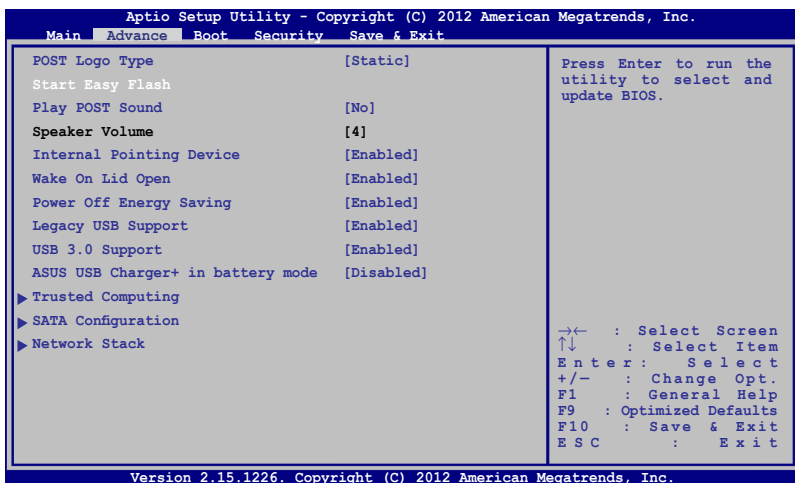 Aptio Setup Utility - Copyright (C) 2012 American Megatrends, Inc.
Main Advance Boot Security Save & Exit
POST Logo Type [Static]
Start Easy Flash
Play POST Sound [No]
Speaker Volume [4]
Internal Pointing Device [Enabled]
Wake On Lid Open [Enabled]
Power Off Energy Saving [Enabled]
Legacy USB Support [Enabled]
USB 3.0 Support [Enabled]
ASUS USB Charger+ in battery mode [Disabled]
Trusted Computing
SATA Configuration
Network Stack
Press Enter to run the
utility to select and
update BIOS.
→← : Select Screen
↑↓ : Select Item
Enter: Select
+/— : Change Opt.
F1 : General Help
F9 : Optimized Defaults
F10 : Save & Exit
ESC : Exit
Version 2.15.1226. Copyright (C) 2012 American Megatrends, Inc.